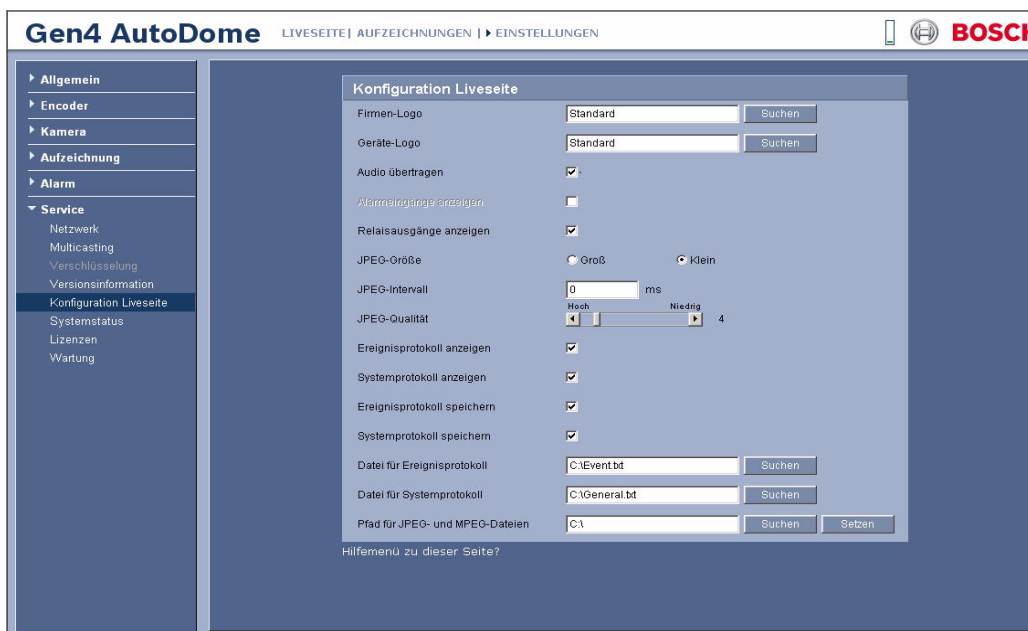 Gen4 AutoDome LIVESEITE| AUFZEICHNUNGEN | EINSTELLUNGEN BOSCH
Allgemein
Encoder
Kamera
Aufzeichnung
Alarm
Service
Netzwerk
Multicasting
Verschlüsselung
Versionsinformation
Konfiguration Liveseite
Systemstatus
Lizenzen
Wartung
Konfiguration Liveseite
Firmen-Logo Standard Suchen
Geräte-Logo Standard Suchen
Audio übertragen
Alarmeingänge anzeigen
Relaisausgänge anzeigen
JPEG-Größe Groß Klein
JPEG-Intervall 0 ms
Hoch Niedrig
JPEG-Qualität 4
Ereignisprotokoll anzeigen
Systemprotokoll anzeigen
Ereignisprotokoll speichern
Systemprotokoll speichern
Datei für Ereignisprotokoll C:\Event.txt Suchen
Datei für Systemprotokoll C:\General.txt Suchen
Pfad für JPEG- und MPEG-Dateien C:\ Suchen Setzen
Hilfemenü zu dieser Seite?